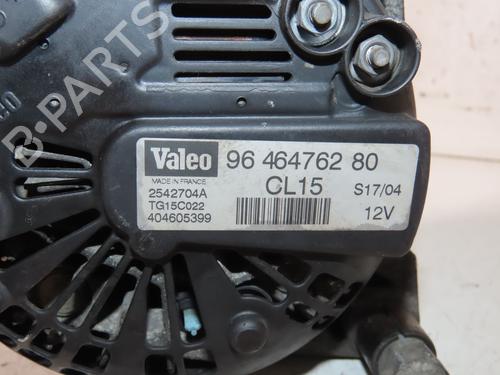 Valeo 96 464762 80
MADE IN FRANCE
CL15 S17/04
2542704A
TG15C022
404605399 12V
B-PARTS